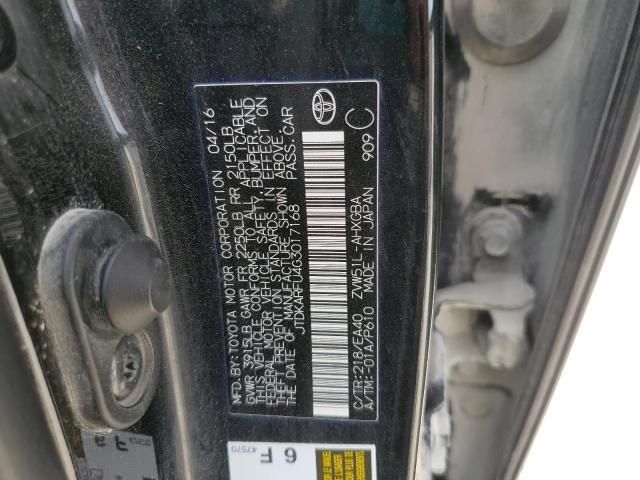 MFD.BY:TOYOTA MOTOR CORPORATION 04/16
GVWR 3915LB GAWR FR 2250LB RR 2150LB
THIS VEHICLE CONFORMS TO ALL APPLICABLE
FEDERAL MOTOR VEHICLE SAFETY, BUMPER, AND
THEFT PREVENTION STANDARDS IN EFFECT ON
THE DATE OF MANUFACTURE SHOWN ABOVE.
JTDKARFU4G3017168 PASS.CAR
C/TR:218/EA40 ZVW51L-AHXGBA
A/TM:-01A/P610 MADE IN JAPAN 909 C
6 F
47570